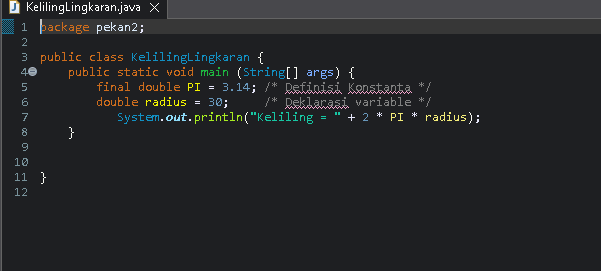 KelilingLingkaran.java
1 package pekan2;
2
3 public class KelilingLingkaran {
4 public static void main (String[] args) {
5 final double PI = 3.14; /* Definisi Konstanta */
6 double radius = 30; /* Deklarasi variable */
7 System.out.println("Keliling = " + 2 * PI * radius);
8 }
9
10
11 }
12